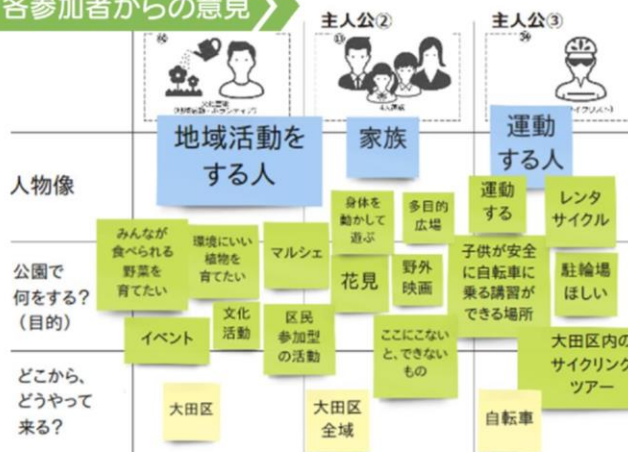 各参加者からの意見
主人公②
主人公③
4人家族
地域活動を
する人
家族
運動
する人
人物像
身体を
動かして
遊ぶ
多目的
広場
運動
する
レンタ
サイクル
みんなが
食べられる
野菜を
育てたい
環境にいい
植物を
育てたい
マルシェ
花見
野外
映画
子供が安全
に自転車に
乗る講習が
できる場所
駐輪場
ほしい
公園で
何をする?
（目的）
イベント
文化
活動
区民
参加型
の活動
ここにこない
と、できない
もの
大田区内の
サイクリング
ツアー
どこから、
どうやって
来る?
大田区
大田区
全域
自転車